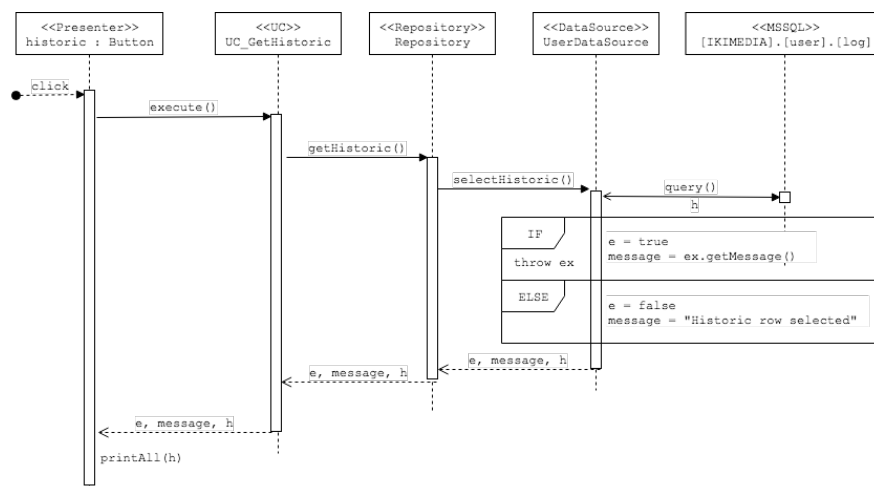 <<Presenter>>
historic : Button
<<UC>>
UC_GetHistoric
<<Repository>>
Repository
<<DataSource>>
UserDataSource
<<MSSQL>>
[IKIMEDIA].[user].[log]
click
execute()
getHistoric()
selectHistoric()
query()
h
IF
throw ex
e = true
message = ex.getMessage()
ELSE
e = false
message = "Historic row selected"
e, message, h
e, message, h
e, message, h
printAll(h)